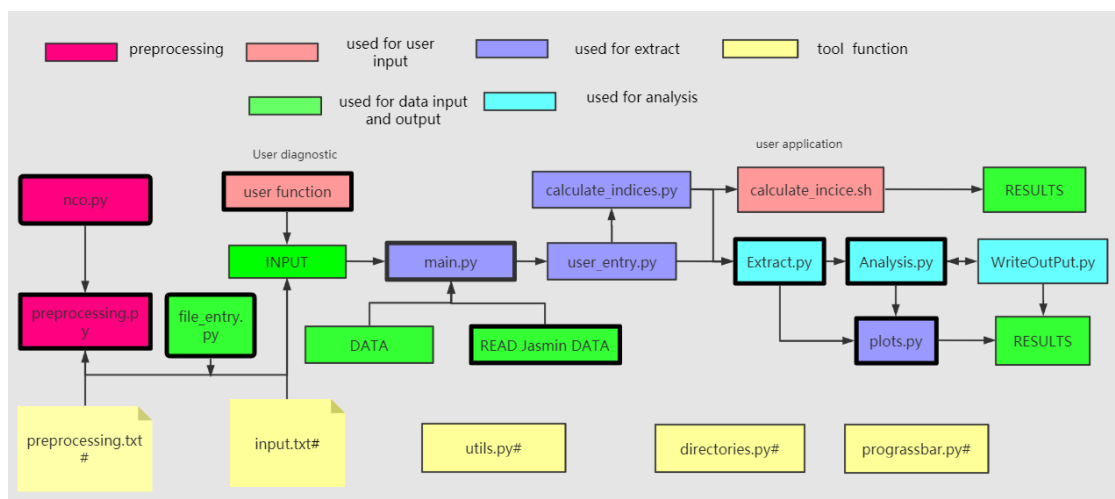 preprocessing
used for user
input
used for extract
tool function
used for data input
and output
used for analysis
User diagnostic
user application
nco.py
user function
calculate_indices.py
calculate_incice.sh
RESULTS
INPUT
main.py
user_entry.py
Extract.py
Analysis.py
WriteOutPut.py
preprocessing.p
y
file_entry.
py
DATA
READ Jasmin DATA
plots.py
RESULTS
preprocessing.txt
#
input.txt#
utils.py#
directories.py#
prograssbar.py#